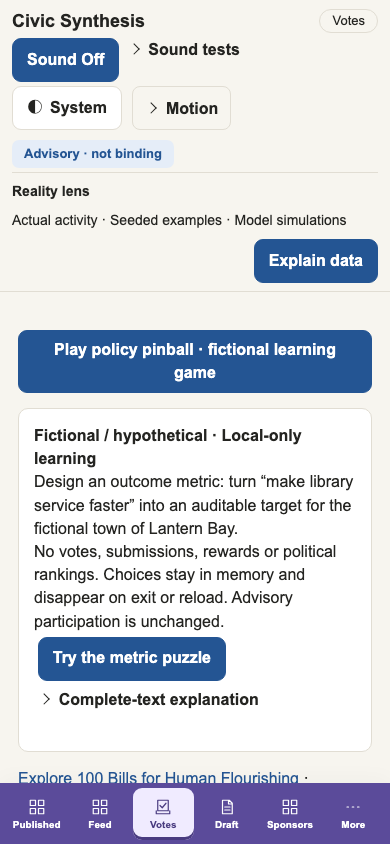 Civic Synthesis
Votes
Sound Off
Sound tests
System
Motion
Advisory · not binding
Reality lens
Actual activity · Seeded examples · Model simulations
Explain data
Play policy pinball · fictional learning
game
Fictional / hypothetical · Local-only
learning
Design an outcome metric: turn “make library
service faster” into an auditable target for the
fictional town of Lantern Bay.
No votes, submissions, rewards or political
rankings. Choices stay in memory and
disappear on exit or reload. Advisory
participation is unchanged.
Try the metric puzzle
Complete-text explanation
Explore 100 Bills for Human Flourishing ·
Published
Feed
Votes
Draft
Sponsors
More